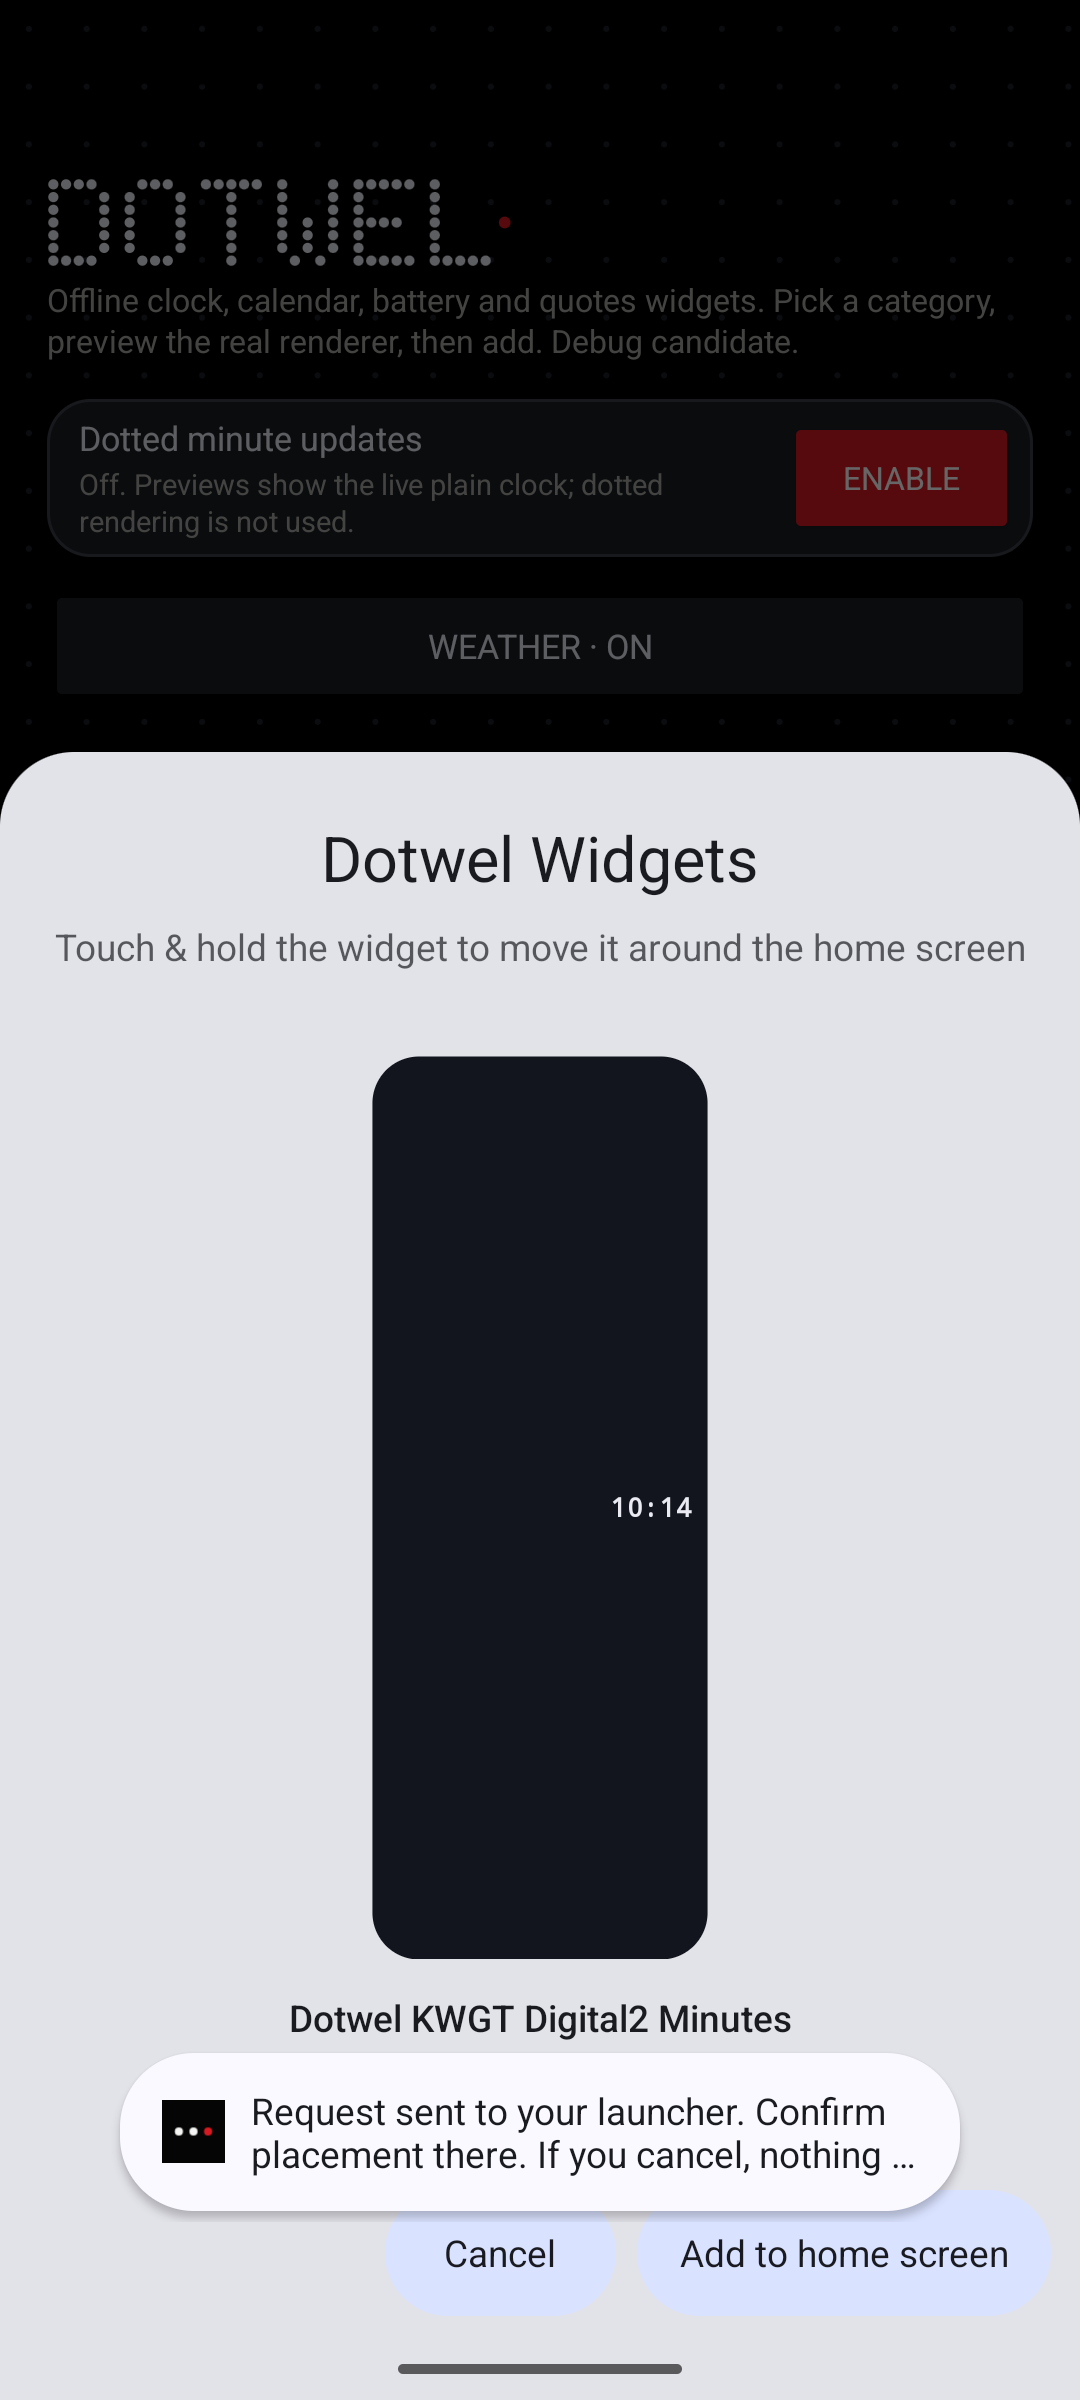 DOTWEL
Offline clock, calendar, battery and quotes widgets. Pick a category,
preview the real renderer, then add. Debug candidate.
Dotted minute updates
Off. Previews show the live plain clock; dotted
rendering is not used.
ENABLE
WEATHER · ON
Dotwel Widgets
Touch & hold the widget to move it around the home screen
10:14
Dotwel KWGT Digital2 Minutes
Request sent to your launcher. Confirm
placement there. If you cancel, nothing ...
Cancel
Add to home screen